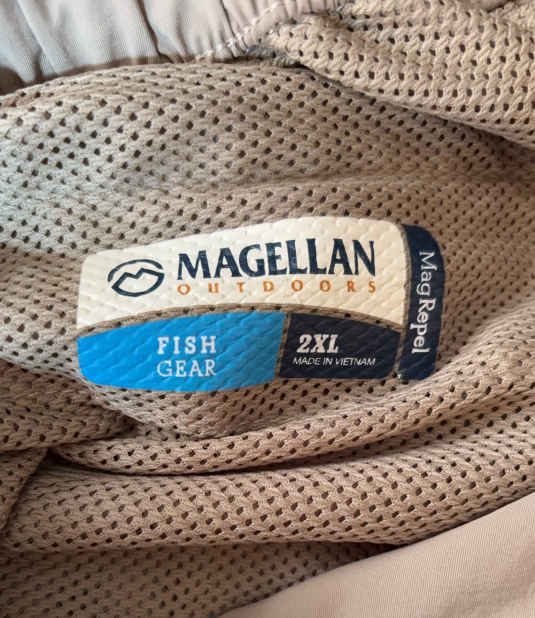 MAGELLAN
OUTDOORS
MagRepel
FISH
GEAR
2XL
MADE IN VIETNAM